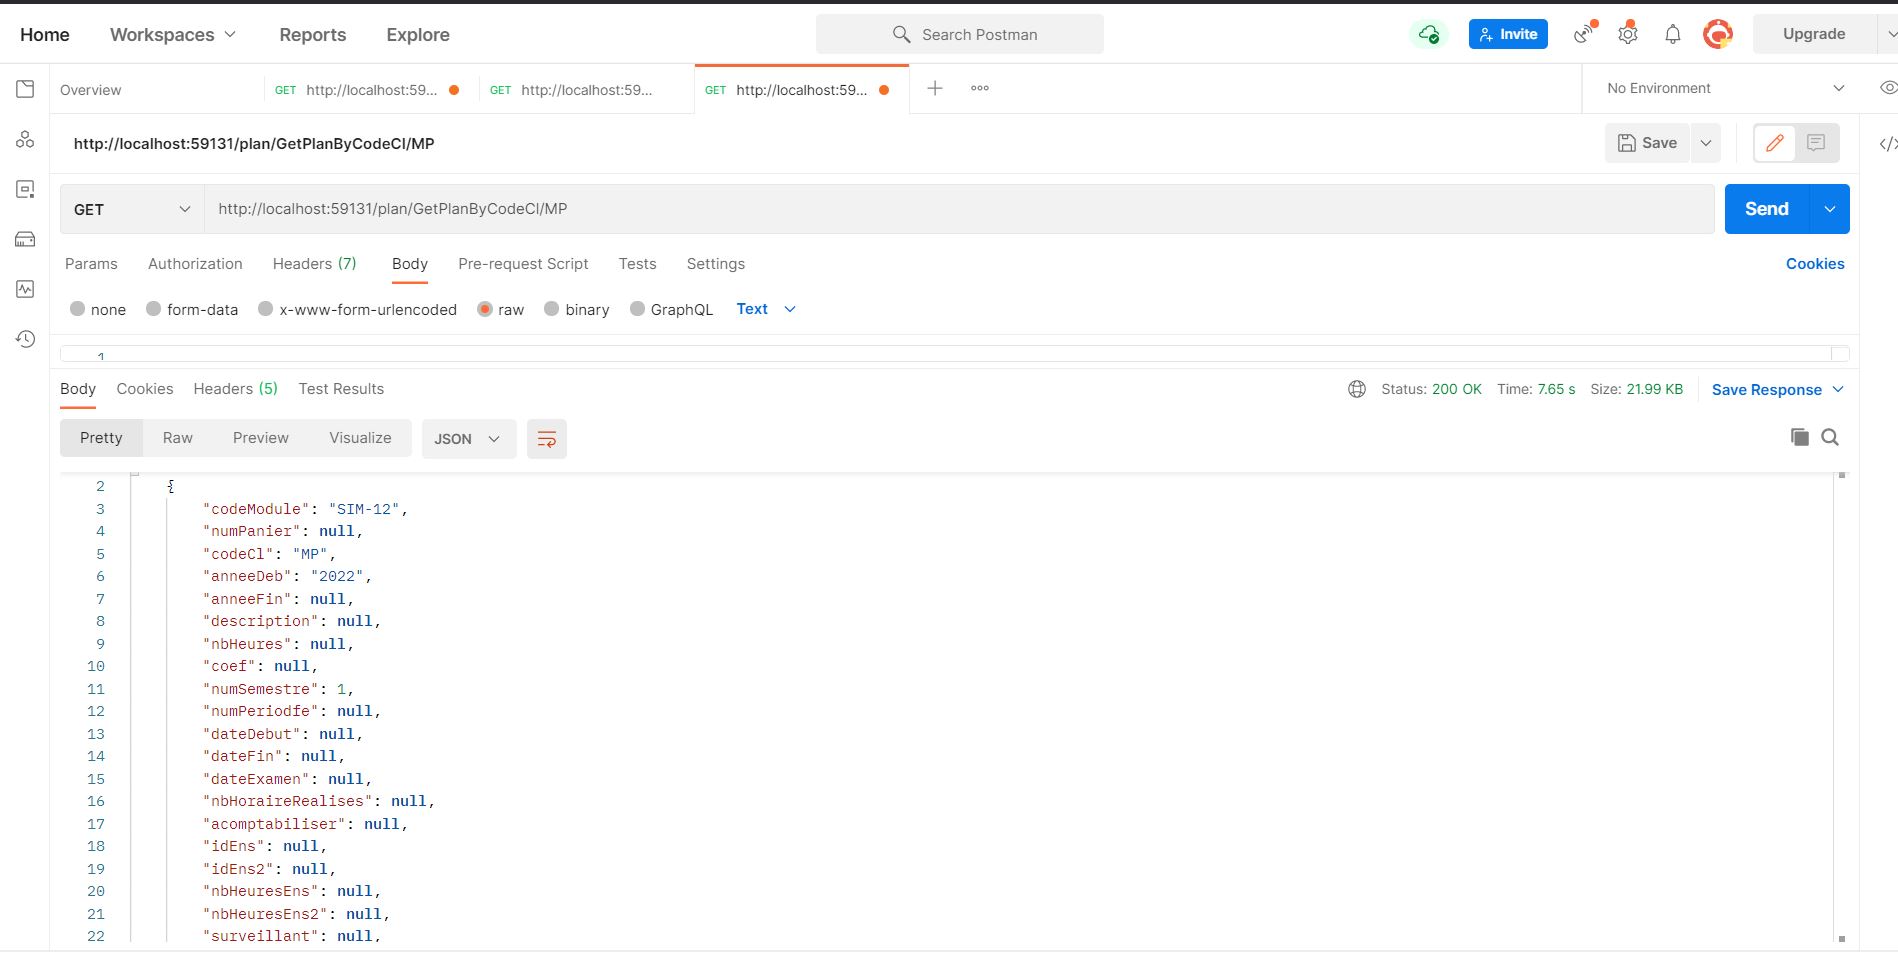 Home Workspaces Reports Explore Search Postman Invite Upgrade
Overview GET http://localhost:59... GET http://localhost:59... GET http://localhost:59... No Environment
http://localhost:59131/plan/GetPlanByCodeCl/MP Save
GET http://localhost:59131/plan/GetPlanByCodeCl/MP Send
Params Authorization Headers (7) Body Pre-request Script Tests Settings Cookies
none form-data x-www-form-urlencoded raw binary GraphQL Text
1
Body Cookies Headers (5) Test Results Status: 200 OK Time: 7.65 s Size: 21.99 KB Save Response
Pretty Raw Preview Visualize JSON
2 {
3 "codeModule": "SIM-12",
4 "numPanier": null,
5 "codeCl": "MP",
6 "anneeDeb": "2022",
7 "anneeFin": null,
8 "description": null,
9 "nbHeures": null,
10 "coef": null,
11 "numSemestre": 1,
12 "numPeriodfe": null,
13 "dateDebut": null,
14 "dateFin": null,
15 "dateExamen": null,
16 "nbHoraireRealises": null,
17 "acomptabiliser": null,
18 "idEns": null,
19 "idEns2": null,
20 "nbHeuresEns": null,
21 "nbHeuresEns2": null,
22 "surveillant": null,